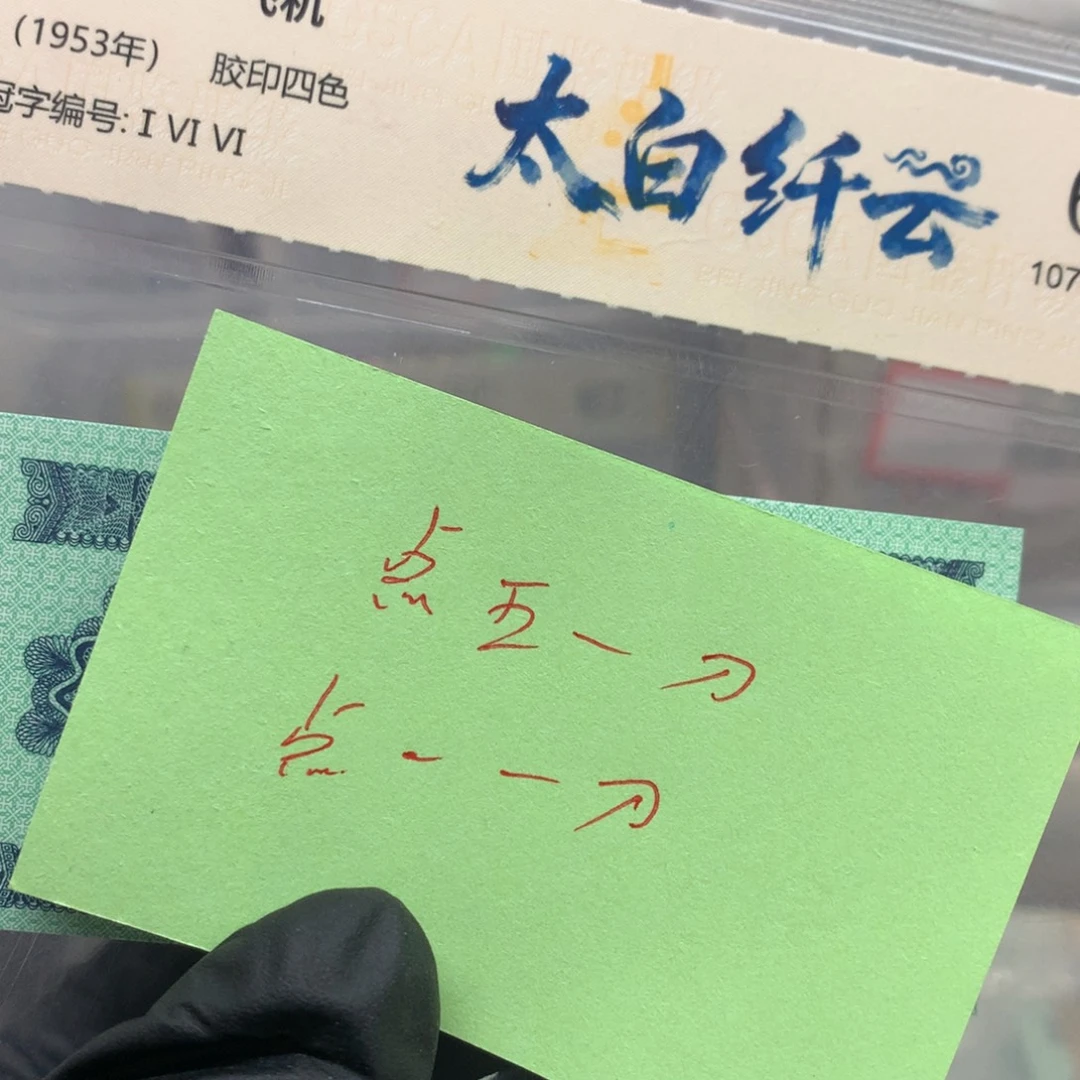 机
(1953年) 胶印四色
冠字编号: I VI VI
太白纤云
107
点五一刀
点一一刀